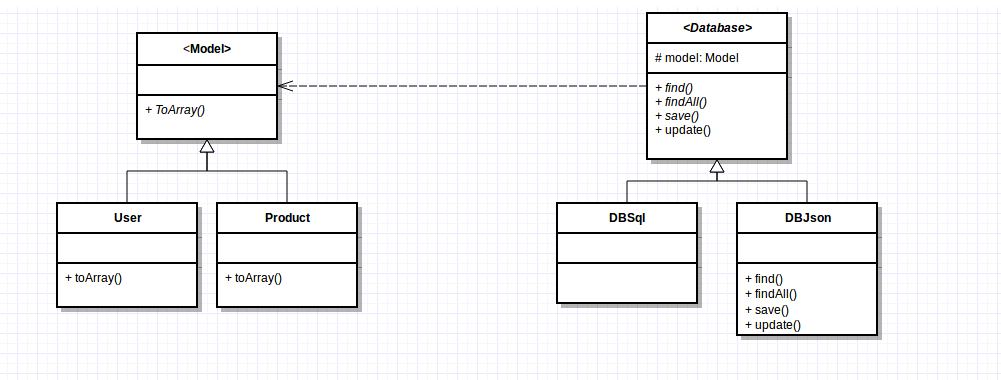 <Model>
+ ToArray()
<Database>
# model: Model
+ find()
+ findAll()
+ save()
+ update()
User
+ toArray()
Product
+ toArray()
DBSql
DBJson
+ find()
+ findAll()
+ save()
+ update()